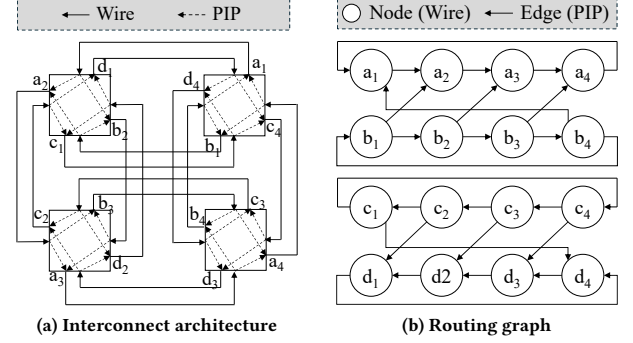 Wire PIP
a₂ d₁ d₄ a₁
c₁ b₂ b₁ c₄
c₂ b₃ b₄ c₃
a₃ d₂ d₃ a₄
(a) Interconnect architecture
Node (Wire) Edge (PIP)
a₁ a₂ a₃ a₄
b₁ b₂ b₃ b₄
c₁ c₂ c₃ c₄
d₁ d2 d₃ d₄
(b) Routing graph